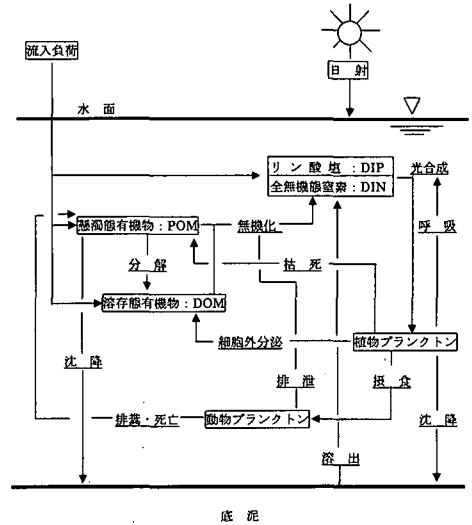 流入負荷
日 射
水 面
リン酸塩：DIP
全無機態窒素：DIN
光合成
懸濁態有機物：POM
無機化
呼 吸
分 解
枯 死
溶存態有機物：DOM
細胞外分泌
植物プランクトン
沈 降
排 泄
摂 食
排糞・死亡
動物プランクトン
沈 降
溶 出
底 泥